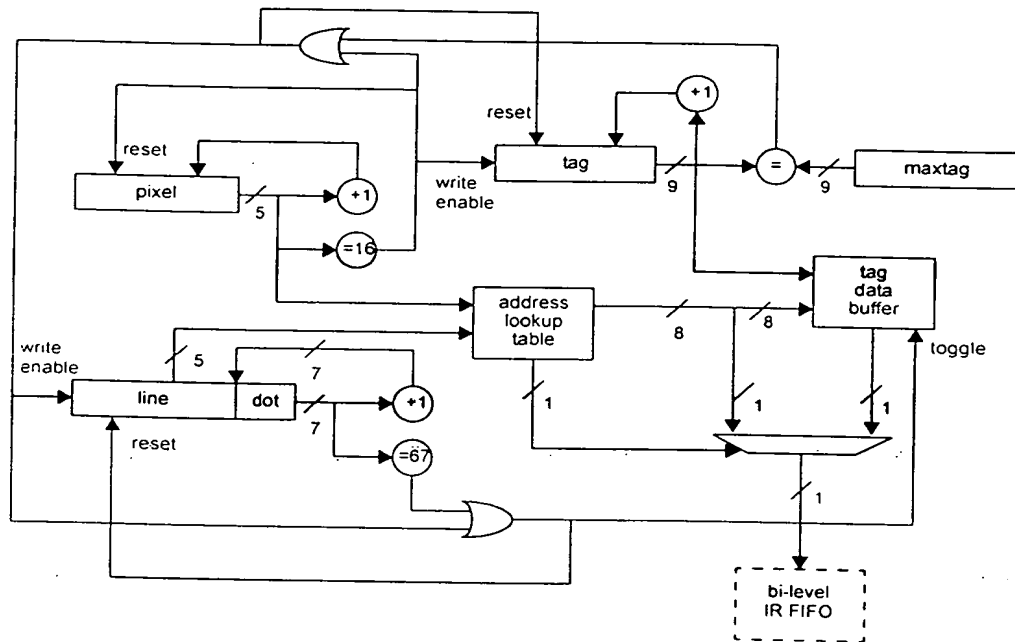 +1
reset
reset
tag
=
maxtag
write
enable
9
9
pixel
5
+1
=16
address
lookup
table
tag
data
buffer
8
8
write
enable
5
7
toggle
line
dot
+1
1
1
1
7
reset
=67
1
bi-level
IR FIFO